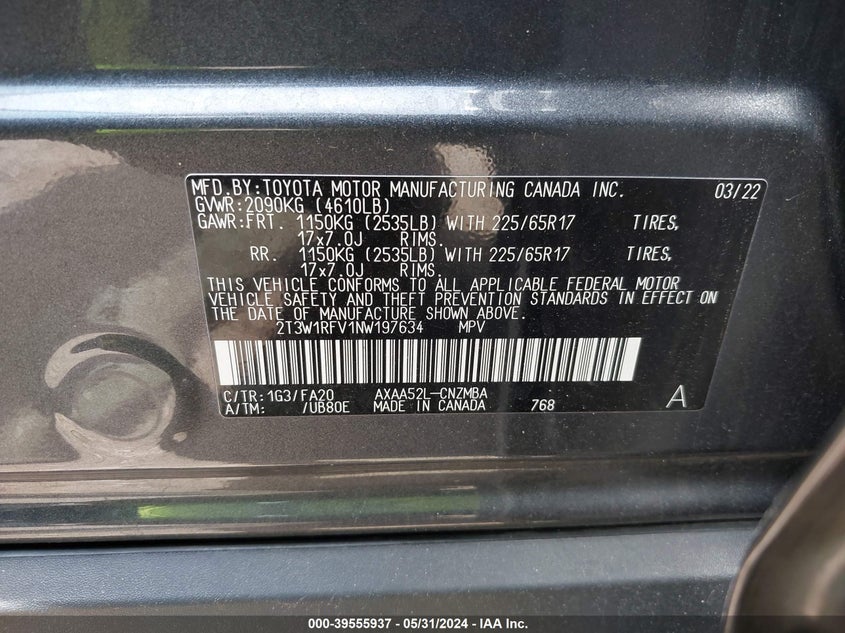 MFD.BY:TOYOTA MOTOR MANUFACTURING CANADA INC. 03/22
GVWR:2090KG (4610LB)
GAWR:FRT. 1150KG (2535LB) WITH 225/65R17 TIRES,
17x7.0J RIMS.
RR. 1150KG (2535LB) WITH 225/65R17 TIRES,
17x7.0J RIMS.
THIS VEHICLE CONFORMS TO ALL APPLICABLE FEDERAL MOTOR
VEHICLE SAFETY AND THEFT PREVENTION STANDARDS IN EFFECT ON
THE DATE OF MANUFACTURE SHOWN ABOVE.
2T3W1RFV1NW197634 MPV
C/TR:1G3/FA20 AXAA52L-CNZMBA
A/TM: /UB80E MADE IN CANADA 768 A
000-39555937 - 05/31/2024 - IAA Inc.